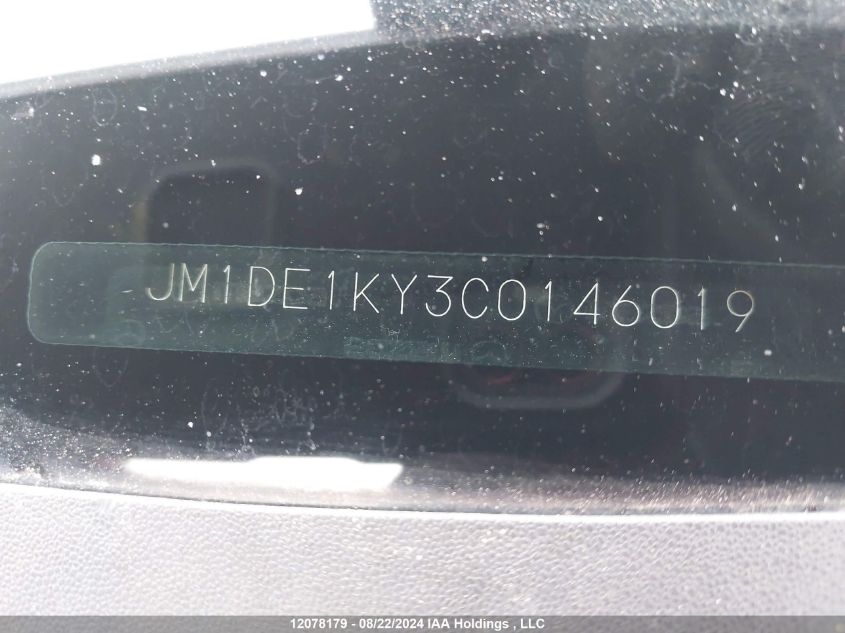 JM1DE1KY3C0146019
12078179 - 08/22/2024 IAA Holdings , LLC